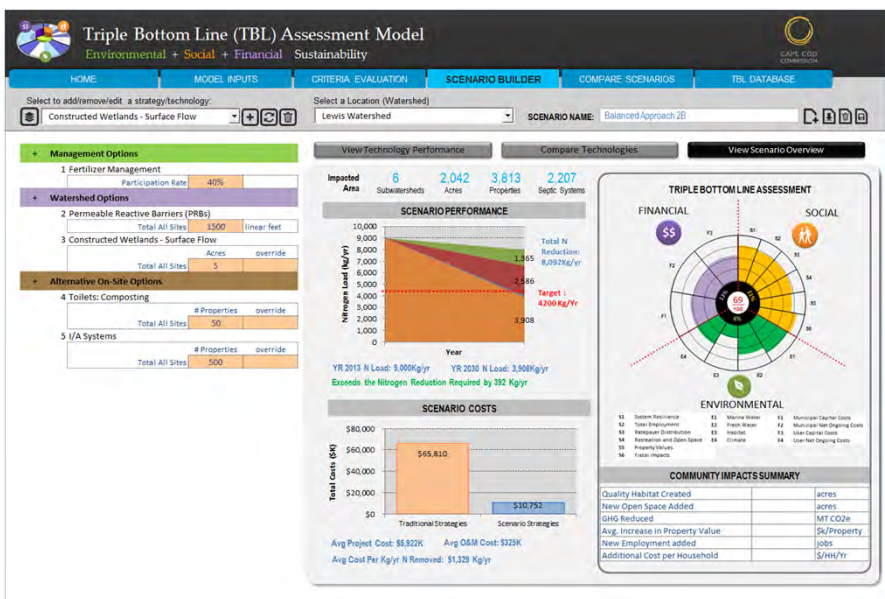 Triple Bottom Line (TBL) Assessment Model
Environmental + Social + Financial Sustainability
CAPE COD
COMMISSION
HOME MODEL INPUTS CRITERIA EVALUATION SCENARIO BUILDER COMPARE SCENARIOS TBL DATABASE
Select to add/remove/edit a strategy/technology:
Constructed Wetlands - Surface Flow
Select a Location (Watershed)
Lewis Watershed
SCENARIO NAME: Balanced Approach 2B
+ Management Options
1 Fertilizer Management
Participation Rate 40%
+ Watershed Options
2 Permeable Reactive Barriers (PRBs)
Total All Sites 1500 linear feet
3 Constructed Wetlands - Surface Flow
Acres override
Total All Sites 5
+ Alternative On-Site Options
4 Toilets: Composting
# Properties override
Total All Sites 50
5 I/A Systems
# Properties override
Total All Sites 500
View Technology Performance Compare Technologies View Scenario Overview
Impacted Area
6 Subwatersheds
2,042 Acres
3,813 Properties
2,207 Septic Systems
SCENARIO PERFORMANCE
Nitrogen Load (kg/yr)
10,000
9,000
8,000
7,000
6,000
5,000
4,000
3,000
2,000
1,000
0
1,365
2,586
3,908
Total N
Reduction:
8,092Kg/yr
Target :
4200 Kg/Yr
Year
YR 2013 N Load: 9,000Kg/yr YR 2030 N Load: 3,908Kg/yr
Exceeds the Nitrogen Reduction Required by 392 Kg/yr
SCENARIO COSTS
Total Costs ($K)
$80,000
$60,000
$40,000
$20,000
$0
$65,810
$10,752
Traditional Strategies Scenario Strategies
Avg Project Cost: $5,922K Avg O&M Cost: $325K
Avg Cost Per Kg/yr N Removed: $1,329 Kg/yr
TRIPLE BOTTOM LINE ASSESSMENT
FINANCIAL
$$
SOCIAL
F3
S1
S2
S3
S4
S5
S6
E1
E2
E3
E4
69
100
6%
ENVIRONMENTAL
S1 System Resilience E1 Marine Water F1 Municipal Capital Costs
S2 Total Employment E2 Fresh Water F2 Municipal Net Ongoing Costs
S3 Ratepayer Distribution E3 Habitat F3 User Capital Costs
S4 Recreation and Open Space E4 Climate F4 User Net Ongoing Costs
S5 Property Values
S6 Fiscal Impacts
COMMUNITY IMPACTS SUMMARY
Quality Habitat Created acres
New Open Space Added acres
GHG Reduced MT CO2e
Avg. Increase in Property Value $k/Property
New Employment added jobs
Additional Cost per Household $/HH/Yr